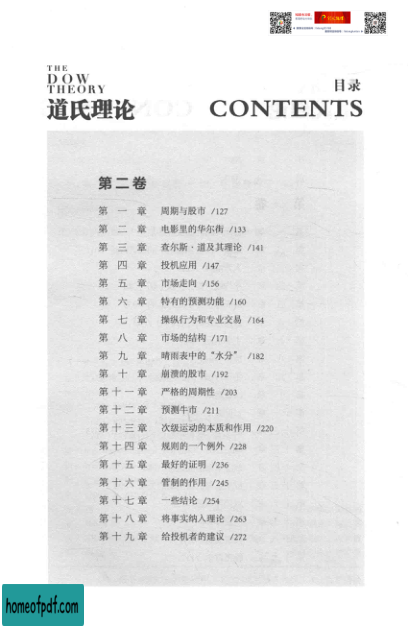 THE
DOW
THEORY
道氏理论
目录
CONTENTS
第二卷
第一章 周期与股市 /127
第二章 电影里的华尔街 /133
第三章 查尔斯·道及其理论 /141
第四章 投机应用 /147
第五章 市场走向 /156
第六章 特有的预测功能 /160
第七章 操纵行为和专业交易 /164
第八章 市场的结构 /171
第九章 晴雨表中的“水分” /182
第十章 崩溃的股市 /192
第十一章 严格的周期性 /203
第十二章 预测牛市 /211
第十三章 次级运动的本质和作用 /220
第十四章 规则的一个例外 /228
第十五章 最好的证明 /236
第十六章 管制的作用 /245
第十七章 一些结论 /254
第十八章 将事实纳入理论 /263
第十九章 给投机者的建议 /272
homeofpdf.com